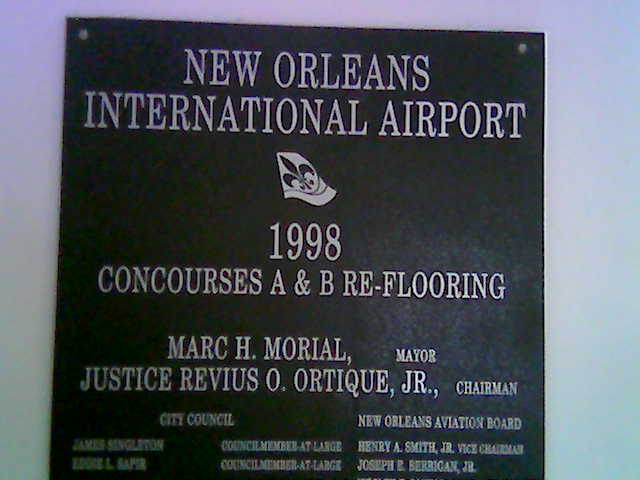 NEW ORLEANS
INTERNATIONAL AIRPORT
1998
CONCOURSES A & B RE-FLOORING
MARC H. MORIAL, MAYOR
JUSTICE REVIUS O. ORTIQUE, JR., CHAIRMAN
CITY COUNCIL NEW ORLEANS AVIATION BOARD
JAMES SINGLETON COUNCILMEMBER-AT-LARGE HENRY A. SMITH, JR. VICE CHAIRMAN
L. SAPIR COUNCILMEMBER-AT-LARGE JOSEPH E. BERRIGAN, JR.